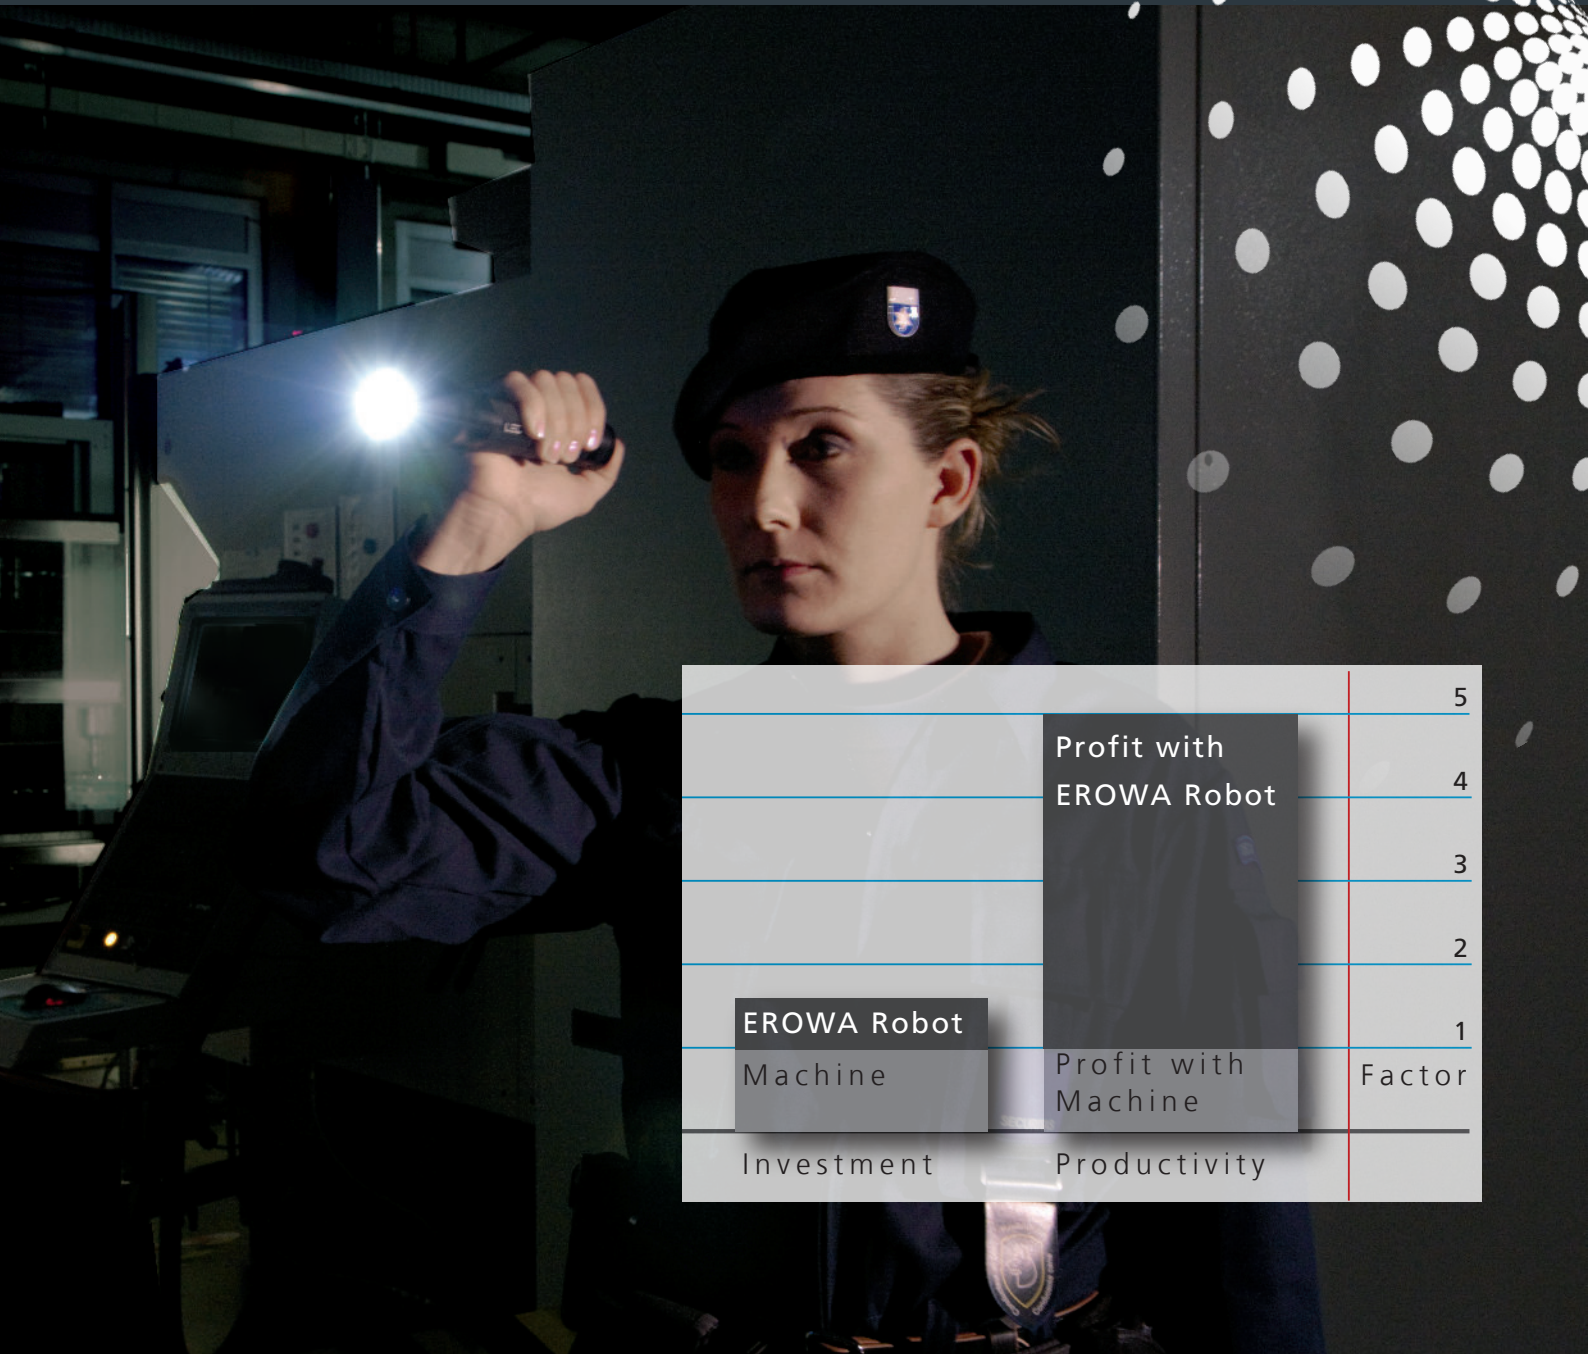 5
Profit with
EROWA Robot
4
3
2
EROWA Robot
1
Machine
Profit with
Machine
Factor
Investment
Productivity